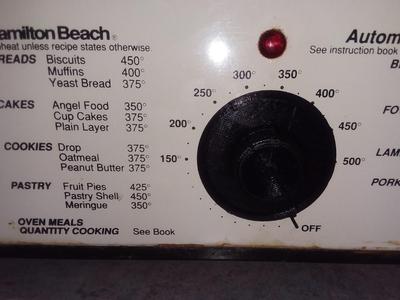 amilton Beach®
heat unless recipe states otherwise
READS Biscuits 450°
Muffins 400°
Yeast Bread 375°
CAKES Angel Food 350°
Cup Cakes 375°
Plain Layer 375°
COOKIES Drop 375°
Oatmeal 375°
Peanut Butter 375°
PASTRY Fruit Pies 425°
Pastry Shell 450°
Meringue 350°
OVEN MEALS
QUANTITY COOKING See Book
150°
200°
250°
300°
350°
400°
450°
500°
OFF
Autom
See instruction book
FO
LAM
PORK